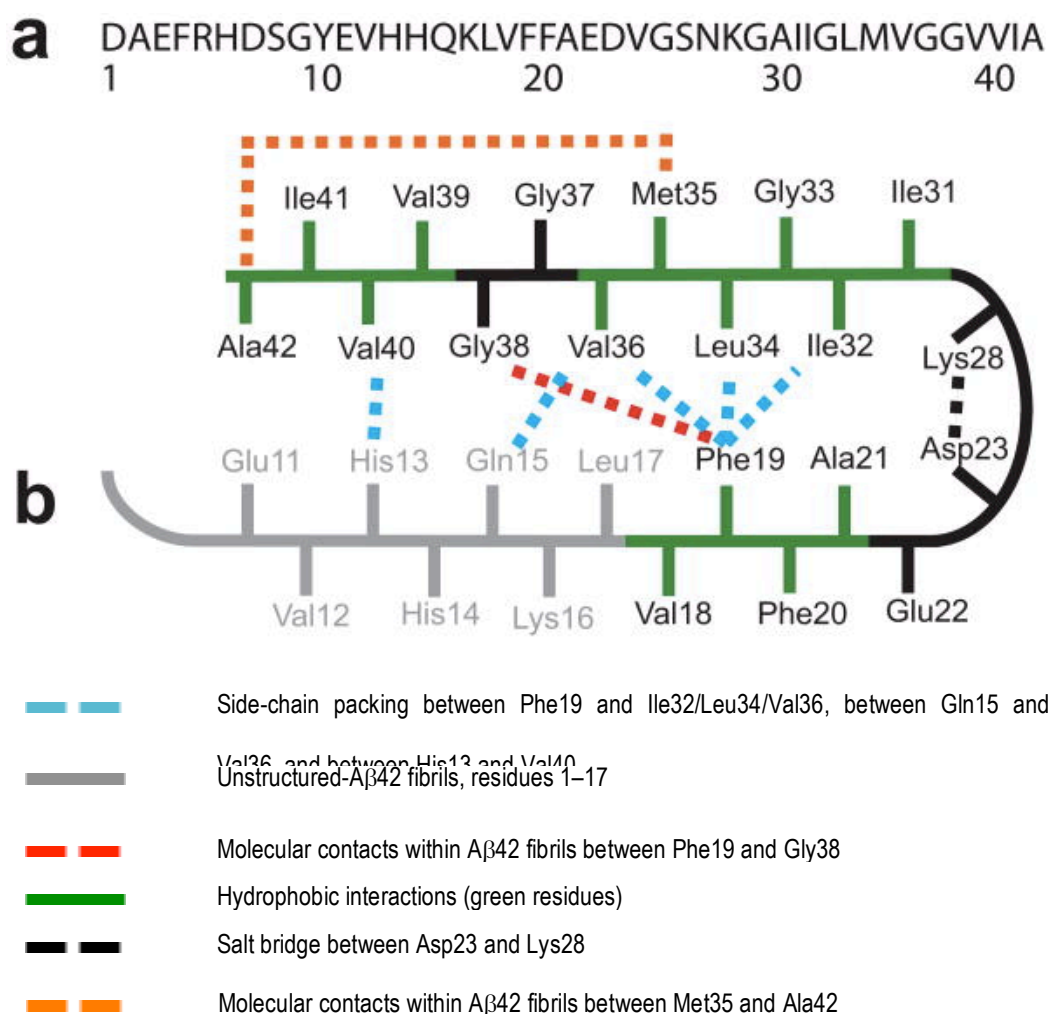 a DAEFRHDSGYEVHHQKLVFFAEDVGSNKGAIIGLMVGGVVIA
1 10 20 30 40
Ile41 Val39 Gly37 Met35 Gly33 Ile31
Ala42 Val40 Gly38 Val36 Leu34 Ile32 Lys28
Glu11 His13 Gln15 Leu17 Phe19 Ala21 Asp23
b
Val12 His14 Lys16 Val18 Phe20 Glu22
Side-chain packing between Phe19 and Ile32/Leu34/Val36, between Gln15 and
Val36, and between His13 and Val40
Unstructured-Aβ42 fibrils, residues 1–17
Molecular contacts within Aβ42 fibrils between Phe19 and Gly38
Hydrophobic interactions (green residues)
Salt bridge between Asp23 and Lys28
Molecular contacts within Aβ42 fibrils between Met35 and Ala42